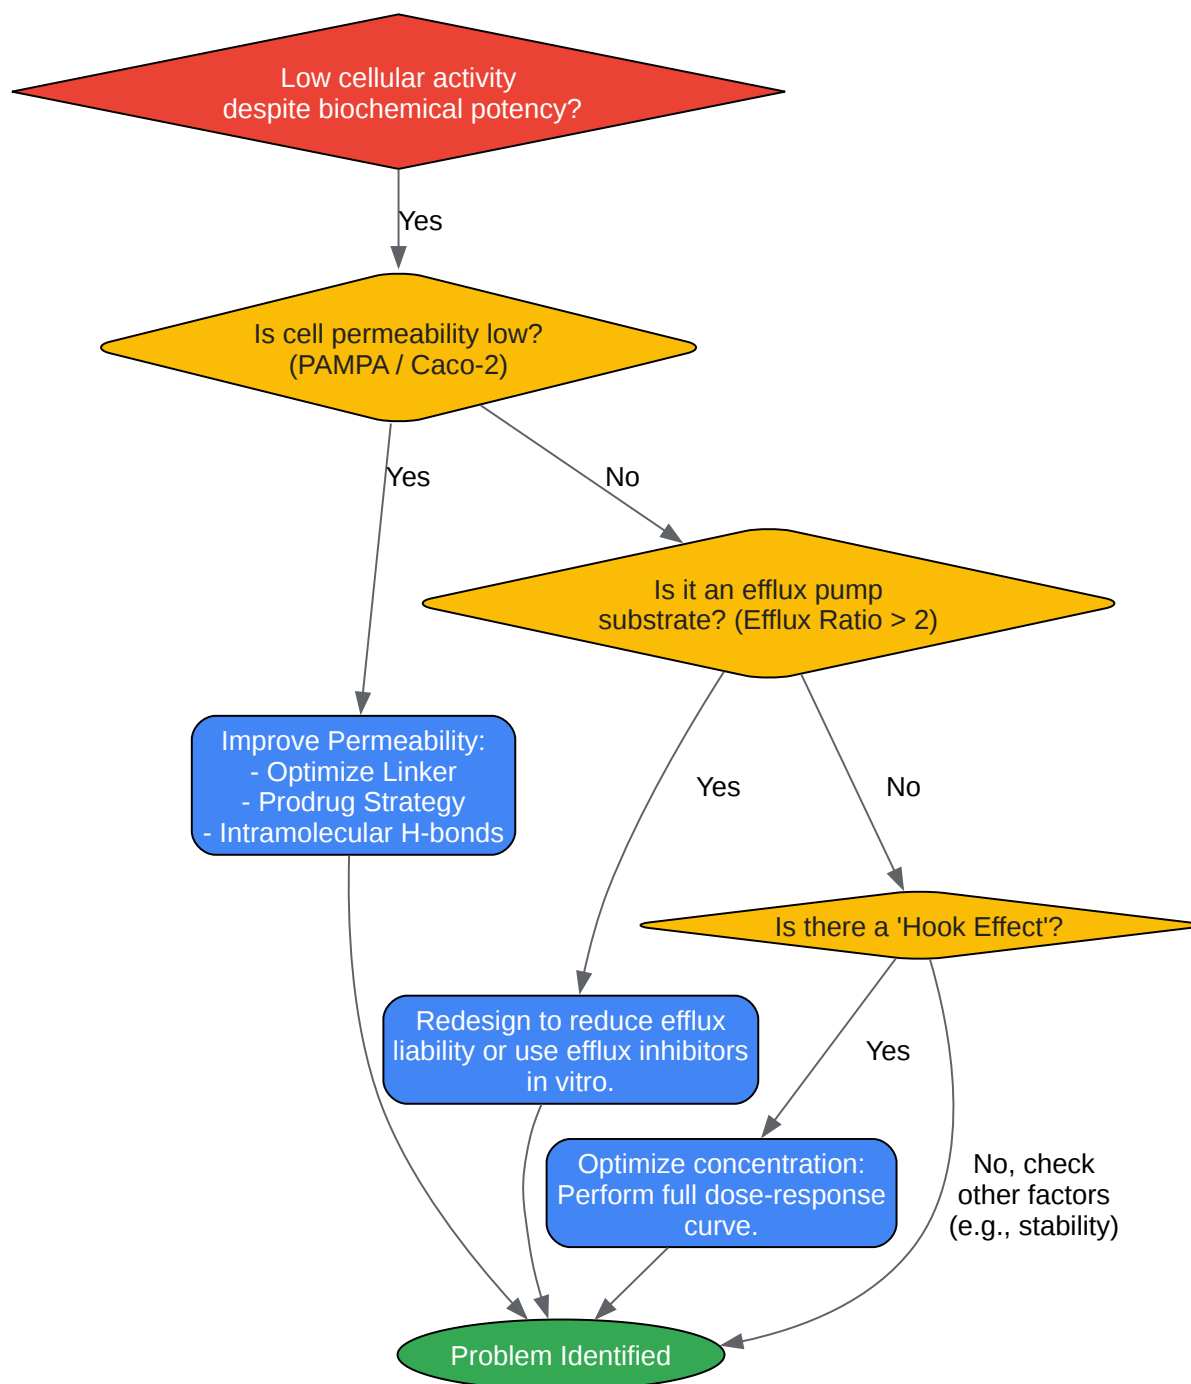 Low cellular activity
despite biochemical potency?
Yes
Is cell permeability low?
(PAMPA / Caco-2)
Yes
No
Is it an efflux pump
substrate? (Efflux Ratio > 2)
Improve Permeability:
- Optimize Linker
- Prodrug Strategy
- Intramolecular H-bonds
Yes
No
Is there a 'Hook Effect'?
Redesign to reduce efflux
liability or use efflux inhibitors
in vitro.
Yes
Optimize concentration:
Perform full dose-response
curve.
No, check
other factors
(e.g., stability)
Problem Identified